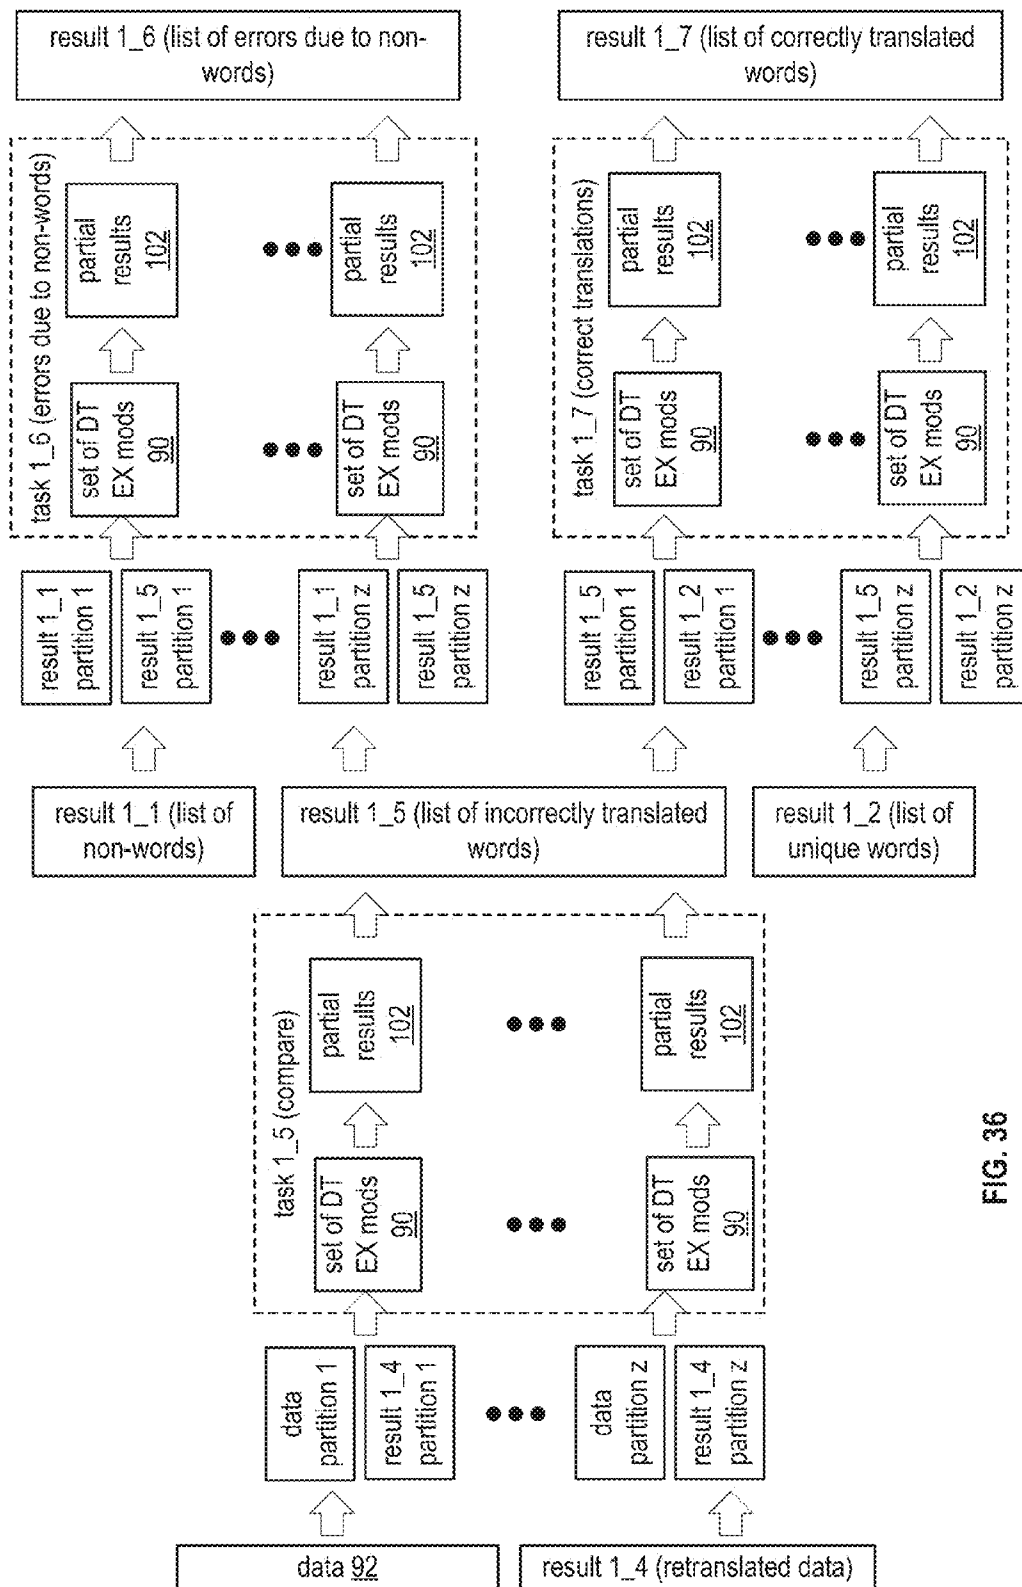 result 1_6 (list of errors due to non-
words)
result 1_7 (list of correctly translated
words)
task 1_6 (errors due to non-words)
partial
results
102
partial
results
102
set of DT
EX mods
90
set of DT
EX mods
90
task 1_7 (correct translations)
partial
results
102
partial
results
102
set of DT
EX mods
90
set of DT
EX mods
90
result 1_1
partition 1
result 1_5
partition 1
result 1_1
partition z
result 1_5
partition z
result 1_5
partition 1
result 1_2
partition 1
result 1_5
partition z
result 1_2
partition z
result 1_1 (list of
non-words)
result 1_5 (list of incorrectly translated
words)
result 1_2 (list of
unique words)
task 1_5 (compare)
partial
results
102
partial
results
102
set of DT
EX mods
90
set of DT
EX mods
90
data
partition 1
result 1_4
partition 1
data
partition z
result 1_4
partition z
data 92
result 1_4 (retranslated data)
FIG. 36